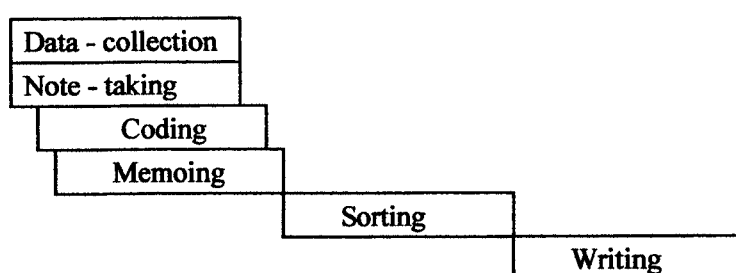 Data - collection
Note - taking
Coding
Memoing
Sorting
Writing